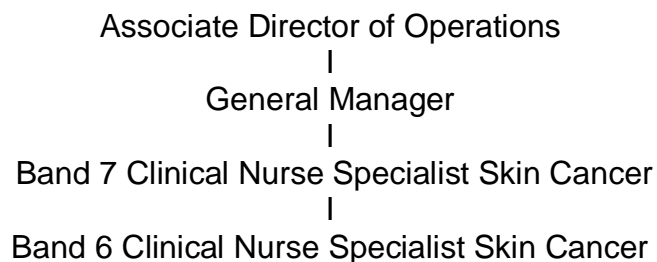 Associate Director of Operations
I
General Manager
I
Band 7 Clinical Nurse Specialist Skin Cancer
I
Band 6 Clinical Nurse Specialist Skin Cancer